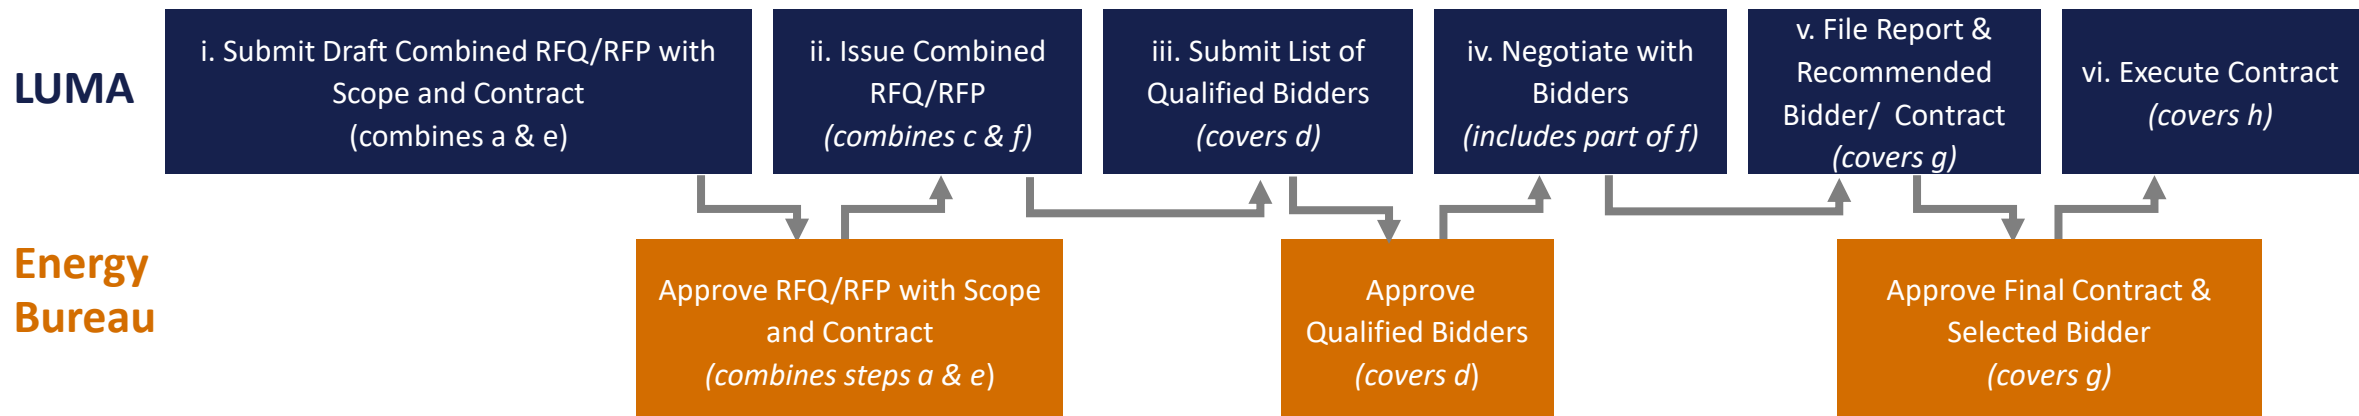 LUMA
i. Submit Draft Combined RFQ/RFP with
Scope and Contract
(combines a & e)
ii. Issue Combined
RFQ/RFP
(combines c & f)
iii. Submit List of
Qualified Bidders
(covers d)
iv. Negotiate with
Bidders
(includes part of f)
v. File Report &
Recommended
Bidder/ Contract
(covers g)
vi. Execute Contract
(covers h)
Energy
Bureau
Approve RFQ/RFP with Scope
and Contract
(combines steps a & e)
Approve
Qualified Bidders
(covers d)
Approve Final Contract &
Selected Bidder
(covers g)